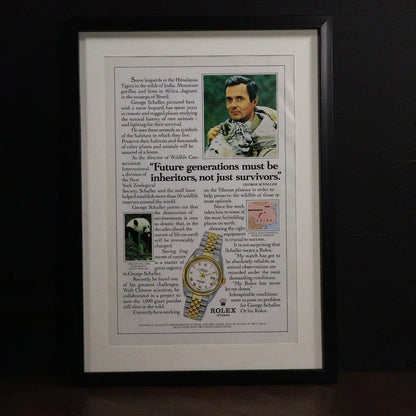 Snow leopards in the Himalayas.
Tigers in the wilds of India. Mountain
gorillas and lions in Africa. Jaguars
in the swamps of Brazil.
George Schaller, pictured here
with a snow leopard, has spent years
in remote and rugged places studying
the natural history of rare animals –
and fighting for their survival.
He sees these animals as symbols
of the habitats in which they live.
Preserve their habitats and thousands
of other plants and animals will be
assured of a home.
As the director of Wildlife Con-
servation
International,
a division of
the New
York Zoological
Society, Schaller and the staff have
helped establish more than 50 wildlife
reserves around the world.
George Schaller points out that
the destruction of
environments is now
so drastic that, in the
decades ahead, the
nature of life on earth
will be irrevocably
changed.
Saving frag-
ments of nature
is a matter of
great urgency
to George Schaller.
Recently he faced one
of his greatest challenges.
With Chinese scientists, he
collaborated in a project to
save the 1,000 giant pandas
still alive in the wild.
Currently he is working
"Future generations must be
inheritors, not just survivors."
GEORGE SCHALLER
on the Tibetan plateau in order to
help preserve the wildlife of those re-
mote uplands.
Since his work
takes him to some of
the most forbidding
places on earth,
choosing the right
equipment
is crucial to success.
It is not surprising that
Schaller wears a Rolex.
"My watch has got to
be absolutely reliable, as
animal observations are
recorded under the most
demanding conditions.
"My Rolex has never
let me down."
Inhospitable conditions
seem to pose no problem
for George Schaller.
Or his Rolex.
ROLEX